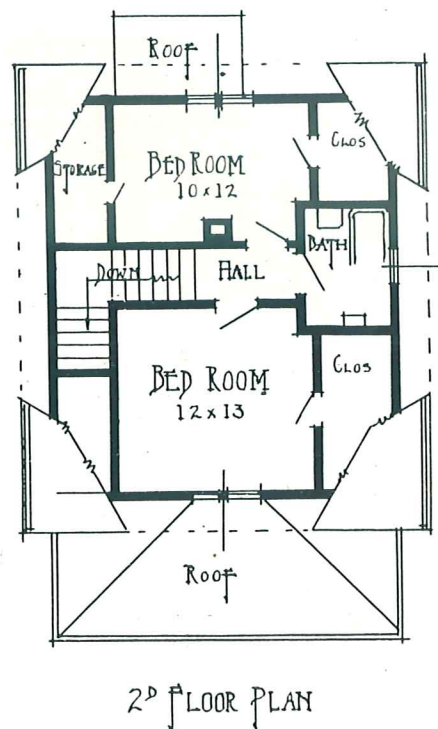 ROOF
CLOS
STORAGE
BED ROOM
10 x 12
BATH
DOWN
HALL
BED ROOM
12 x 13
CLOS
ROOF
2D FLOOR PLAN